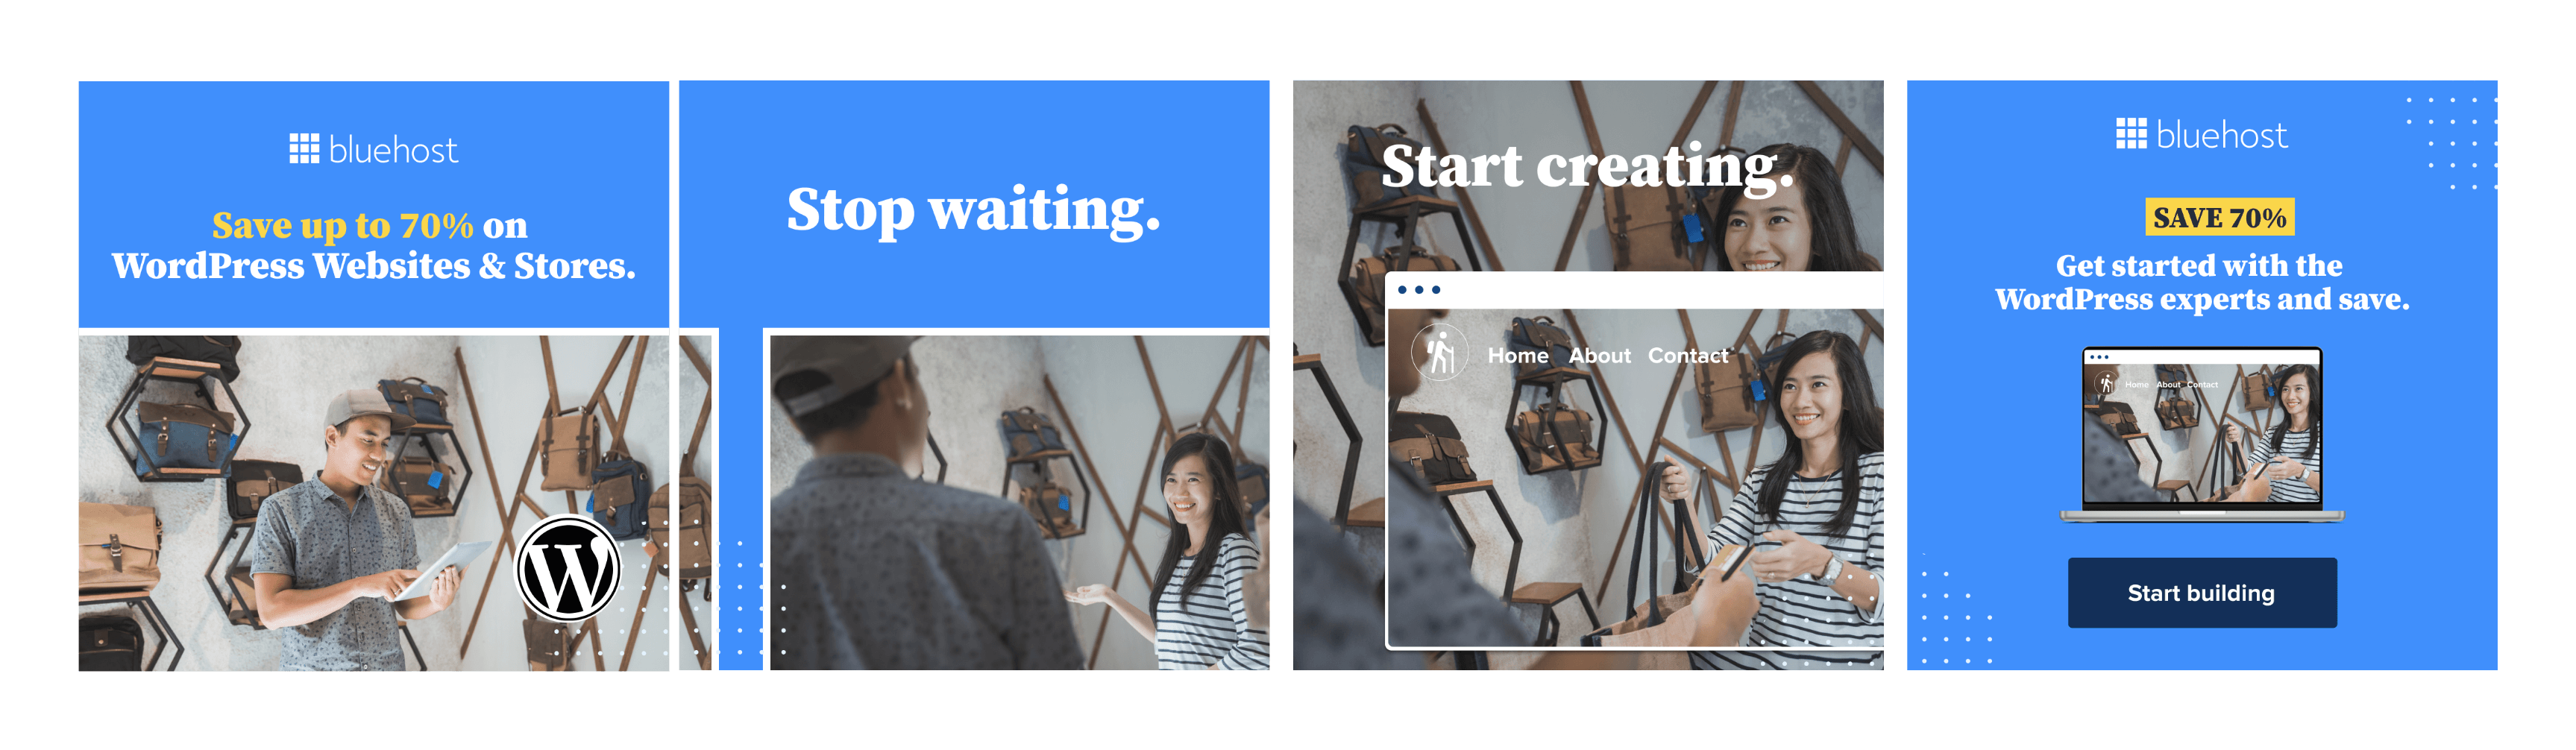 bluehost
Save up to 70% on
WordPress Websites & Stores.
W
Stop waiting.
Start creating.
Home About Contact
bluehost
SAVE 70%
Get started with the
WordPress experts and save.
Home About Contact
Start building